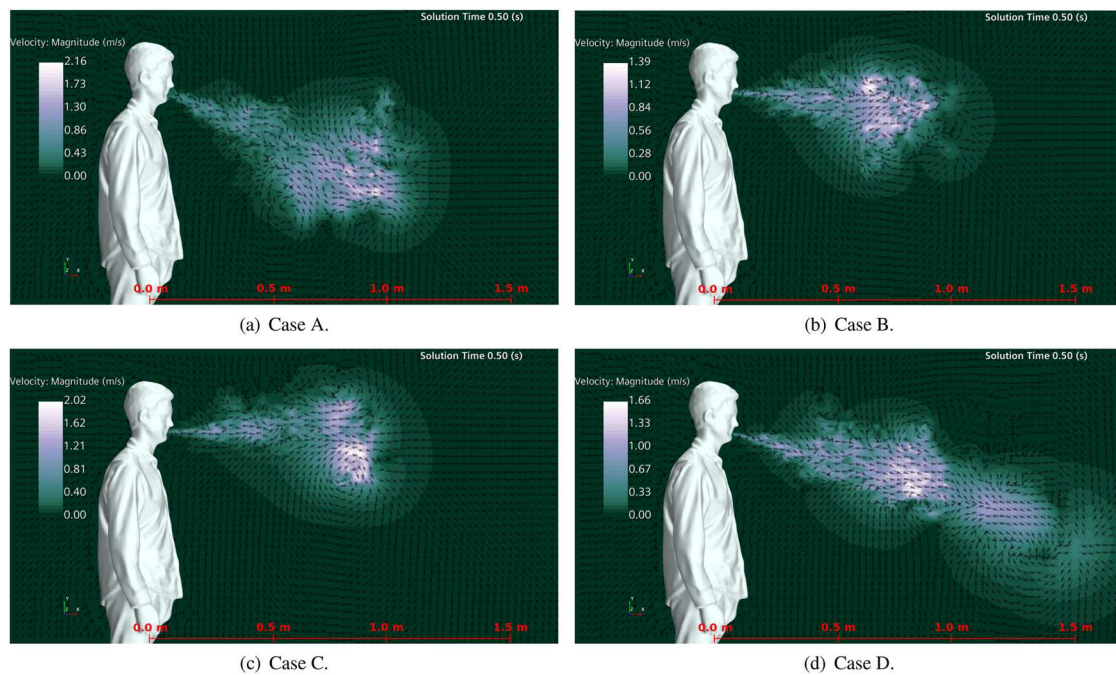 Solution Time 0.50 (s)
Velocity: Magnitude (m/s)
2.16
1.73
1.30
0.86
0.43
0.00
Y
Z X
0.0 m 0.5 m 1.0 m 1.5 m
(a) Case A.
Solution Time 0.50 (s)
Velocity: Magnitude (m/s)
1.39
1.12
0.84
0.56
0.28
0.00
Y
Z X
0.0 m 0.5 m 1.0 m 1.5 m
(b) Case B.
Solution Time 0.50 (s)
Velocity: Magnitude (m/s)
2.02
1.62
1.21
0.81
0.40
0.00
Y
Z X
0.0 m 0.5 m 1.0 m 1.5 m
(c) Case C.
Solution Time 0.50 (s)
Velocity: Magnitude (m/s)
1.66
1.33
1.00
0.67
0.33
0.00
Y
Z X
0.0 m 0.5 m 1.0 m 1.5 m
(d) Case D.